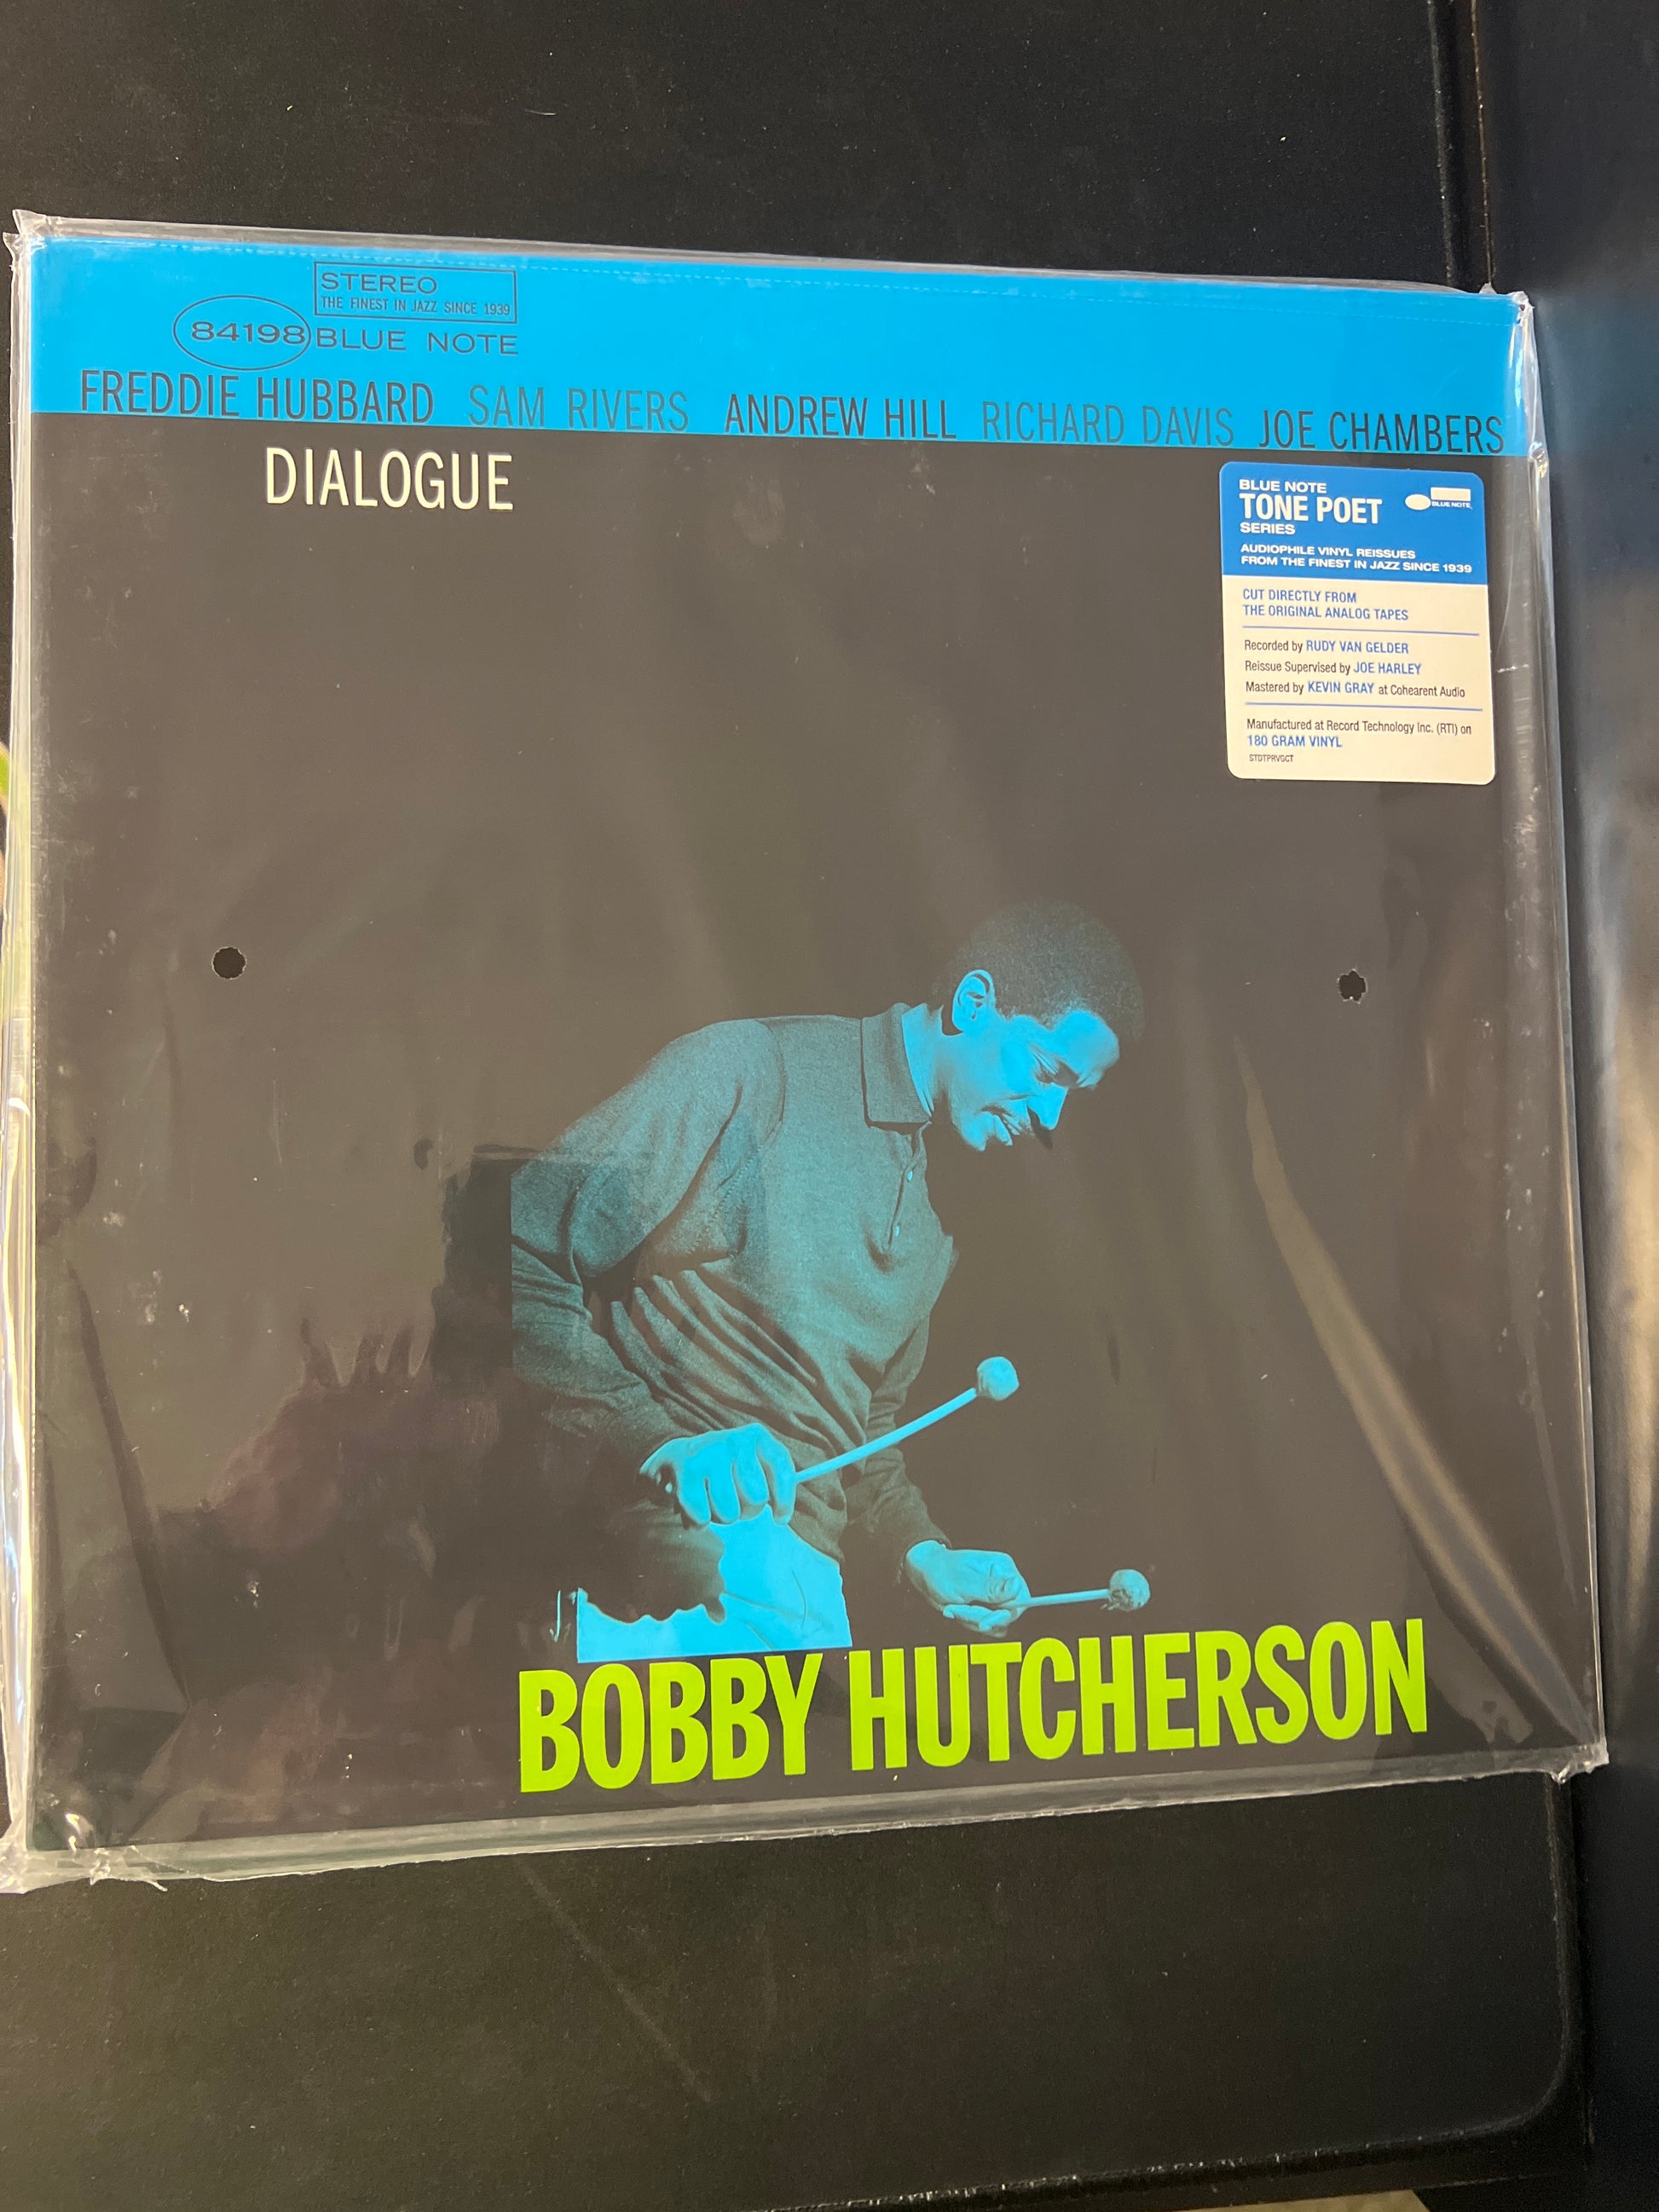 STEREO
THE FINEST IN JAZZ SINCE 1939
84198 BLUE NOTE
FREDDIE HUBBARD SAM RIVERS ANDREW HILL RICHARD DAVIS JOE CHAMBERS
DIALOGUE
BLUE NOTE
TONE POET
SERIES
BLUE NOTE
AUDIOPHILE VINYL REISSUES
FROM THE FINEST IN JAZZ SINCE 1939
CUT DIRECTLY FROM
THE ORIGINAL ANALOG TAPES
Recorded by RUDY VAN GELDER
Reissue Supervised by JOE HARLEY
Mastered by KEVIN GRAY at Cohearent Audio
Manufactured at Record Technology Inc. (RTI) on
180 GRAM VINYL
STDTPRVGCT
BOBBY HUTCHERSON